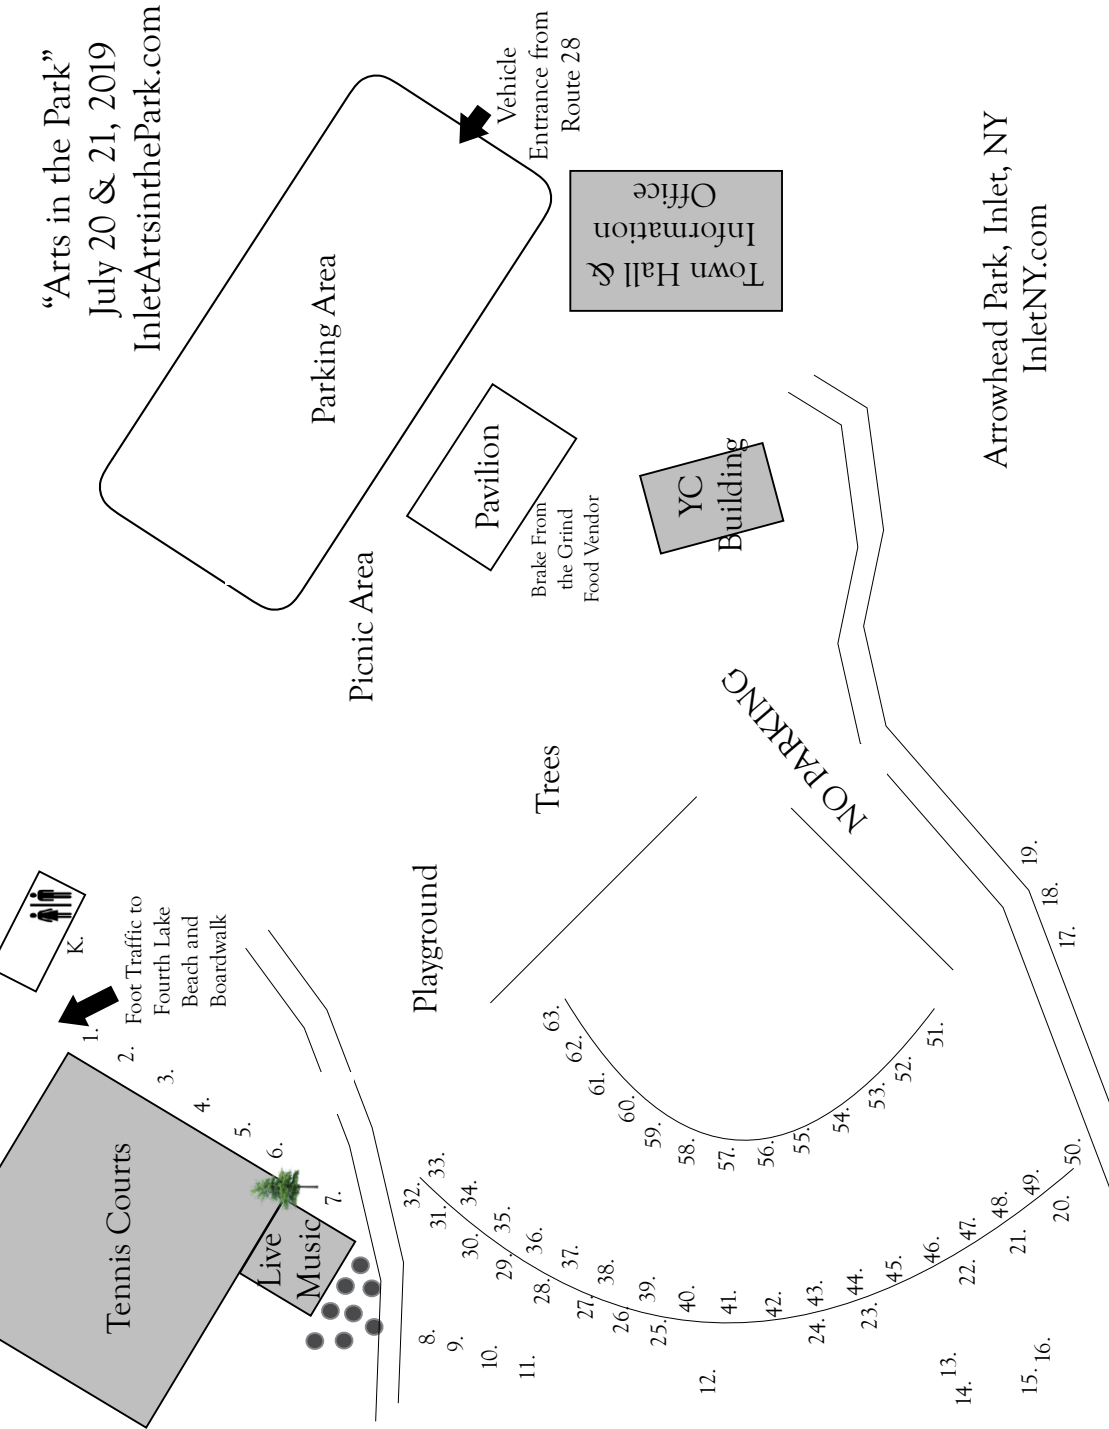 “Arts in the Park”
July 20 & 21, 2019
InletArtsinthePark.com
Vehicle
Entrance from
Route 28
Parking Area
Town Hall &
Information
Office
Pavilion
Brake From
the Grind
Food Vendor
YC
Building
Picnic Area
Arrowhead Park, Inlet, NY
InletNY.com
Trees
NO PARKING
Playground
K.
Foot Traffic to
Fourth Lake
Beach and
Boardwalk
Tennis Courts
Live
Music
1.
2.
3.
4.
5.
6.
7.
8.
9.
10.
11.
12.
13.
14.
15.
16.
17.
18.
19.
20.
21.
22.
23.
24.
25.
26.
27.
28.
29.
30.
31.
32.
33.
34.
35.
36.
37.
38.
39.
40.
41.
42.
43.
44.
45.
46.
47.
48.
49.
50.
51.
52.
53.
54.
55.
56.
57.
58.
59.
60.
61.
62.
63.